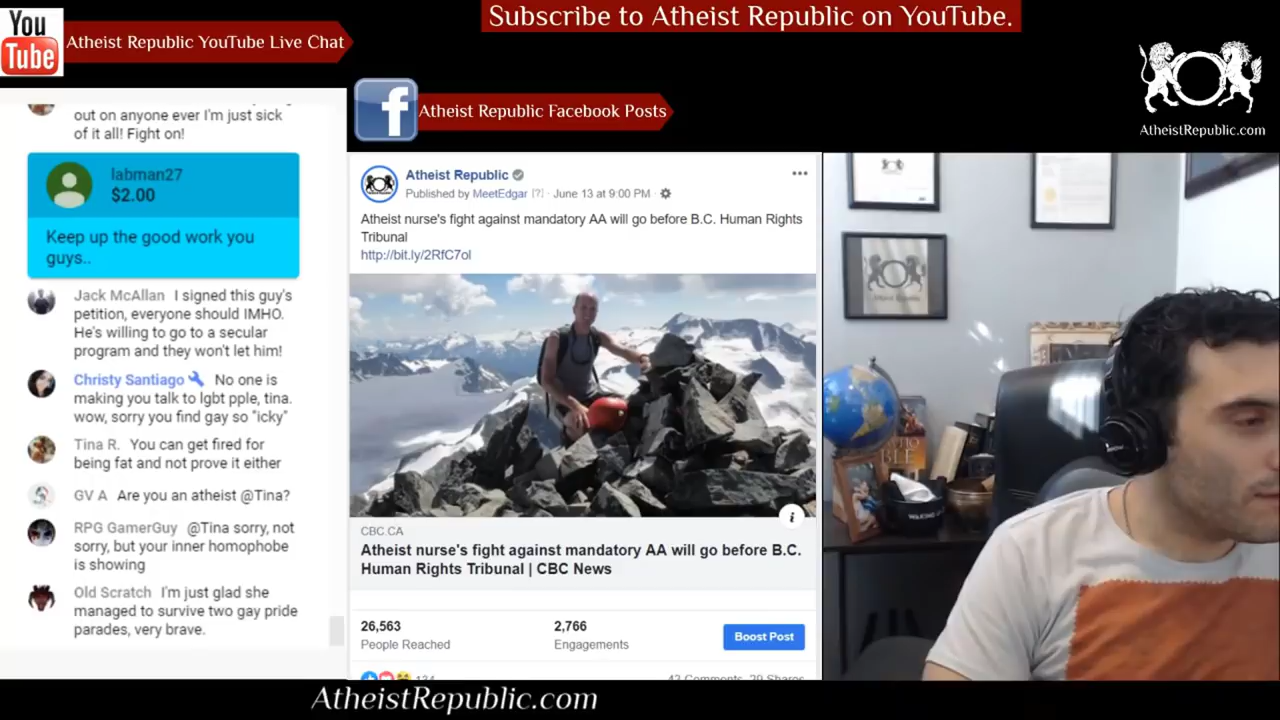 Subscribe to Atheist Republic on YouTube.
You
Tube
Atheist Republic YouTube Live Chat
AtheistRepublic.com
Atheist Republic Facebook Posts
out on anyone ever I'm just sick
of it all! Fight on!
labman27
$2.00
Keep up the good work you
guys..
Jack McAllan I signed this guy's
petition, everyone should IMHO.
He's willing to go to a secular
program and they won't let him!
Christy Santiago No one is
making you talk to lgbt pple, tina.
wow, sorry you find gay so "icky"
Tina R. You can get fired for
being fat and not prove it either
GV A Are you an atheist @Tina?
RPG GamerGuy @Tina sorry, not
sorry, but your inner homophobe
is showing
Old Scratch I'm just glad she
managed to survive two gay pride
parades, very brave.
f
Atheist Republic
Published by MeetEdgar [?] · June 13 at 9:00 PM ·
Atheist nurse's fight against mandatory AA will go before B.C. Human Rights
Tribunal
http://bit.ly/2RfC7ol
i
CBC.CA
Atheist nurse's fight against mandatory AA will go before B.C.
Human Rights Tribunal | CBC News
26,563
People Reached
2,766
Engagements
Boost Post
134
42 Comments 29 Shares
AtheistRepublic.com